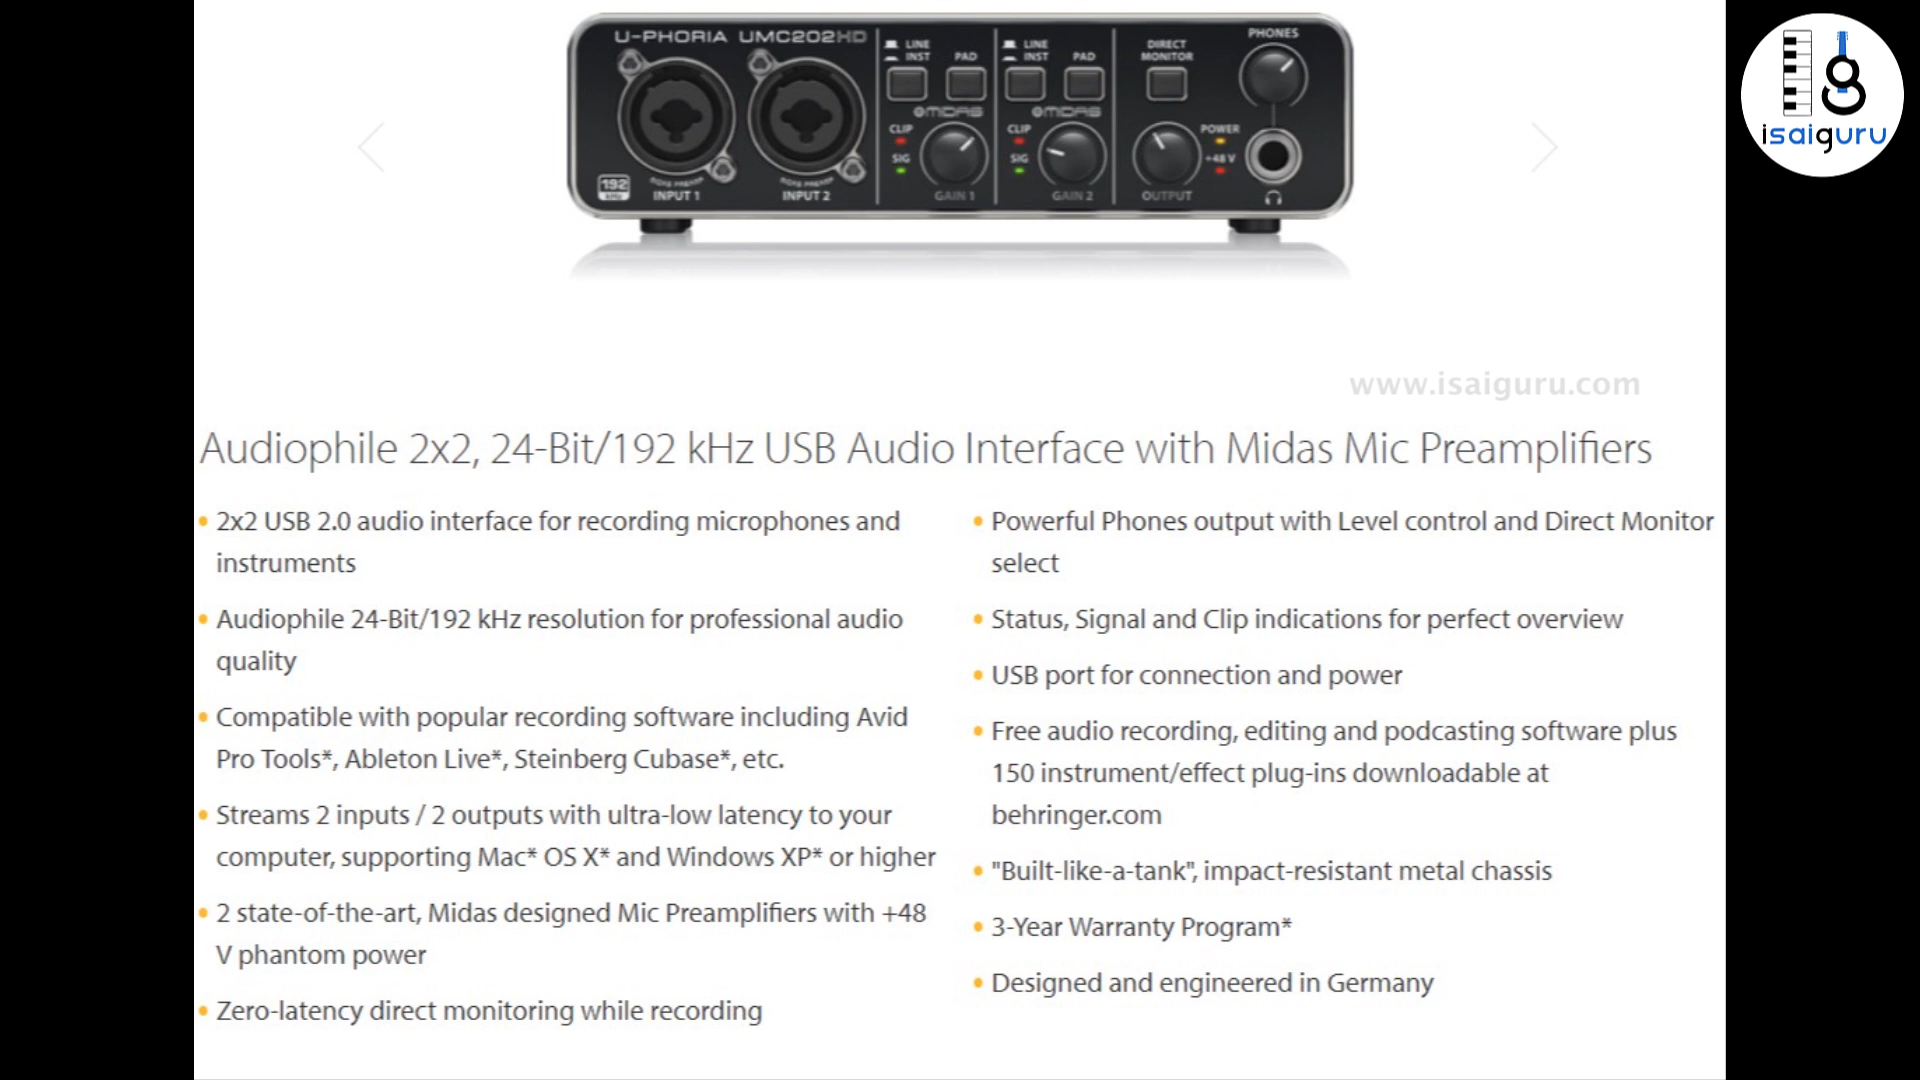 U-PHORIA UMC202HD
LINE
INST
PAD
LINE
INST
PAD
DIRECT
MONITOR
PHONES
MIDAS
MIDAS
CLIP
SIG
CLIP
SIG
POWER
+48 V
192
kHz
INPUT 1
INPUT 2
GAIN 1
GAIN 2
OUTPUT
isaiguru
www.isaiguru.com
Audiophile 2x2, 24-Bit/192 kHz USB Audio Interface with Midas Mic Preamplifiers
• 2x2 USB 2.0 audio interface for recording microphones and
instruments
• Audiophile 24-Bit/192 kHz resolution for professional audio
quality
• Compatible with popular recording software including Avid
Pro Tools*, Ableton Live*, Steinberg Cubase*, etc.
• Streams 2 inputs / 2 outputs with ultra-low latency to your
computer, supporting Mac* OS X* and Windows XP* or higher
• 2 state-of-the-art, Midas designed Mic Preamplifiers with +48
V phantom power
• Zero-latency direct monitoring while recording
• Powerful Phones output with Level control and Direct Monitor
select
• Status, Signal and Clip indications for perfect overview
• USB port for connection and power
• Free audio recording, editing and podcasting software plus
150 instrument/effect plug-ins downloadable at
behringer.com
• "Built-like-a-tank", impact-resistant metal chassis
• 3-Year Warranty Program*
• Designed and engineered in Germany